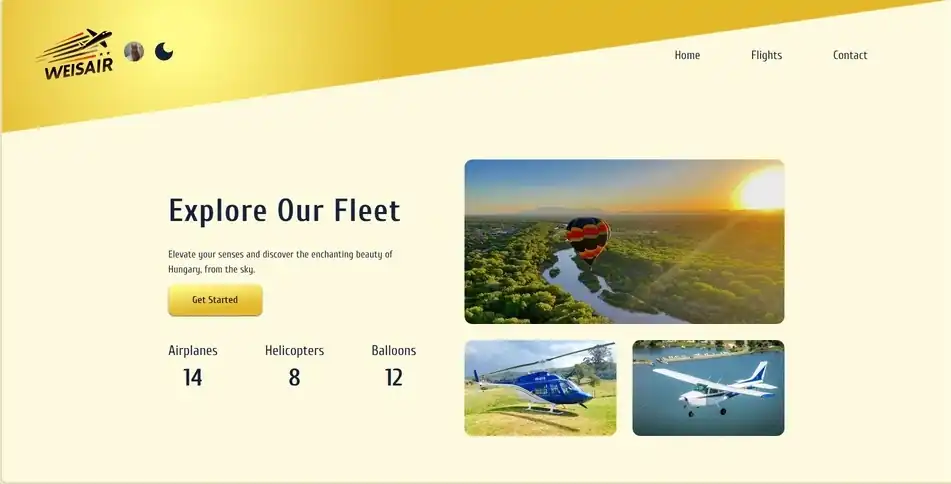 WEISAIR
Home
Flights
Contact
Explore Our Fleet
Elevate your senses and discover the enchanting beauty of
Hungary, from the sky.
Get Started
Airplanes
Helicopters
Balloons
14
8
12